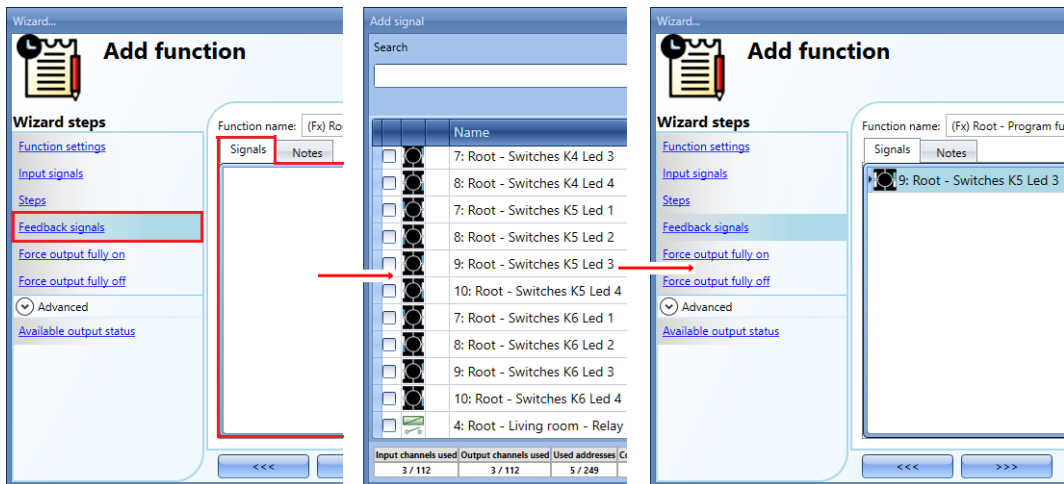 Wizard...
Add function
Wizard steps
Function settings
Input signals
Steps
Feedback signals
Force output fully on
Force output fully off
Advanced
Available output status
Function name: (Fx) Ro
Signals Notes
<<<
Add signal
Search
Name
7: Root - Switches K4 Led 3
8: Root - Switches K4 Led 4
7: Root - Switches K5 Led 1
8: Root - Switches K5 Led 2
9: Root - Switches K5 Led 3
10: Root - Switches K5 Led 4
7: Root - Switches K6 Led 1
8: Root - Switches K6 Led 2
9: Root - Switches K6 Led 3
10: Root - Switches K6 Led 4
4: Root - Living room - Relay
Input channels used Output channels used Used addresses Co
3 / 112 3 / 112 5 / 249
Wizard...
Add function
Wizard steps
Function settings
Input signals
Steps
Feedback signals
Force output fully on
Force output fully off
Advanced
Available output status
Function name: (Fx) Root - Program fu
Signals Notes
9: Root - Switches K5 Led 3
<<< >>>